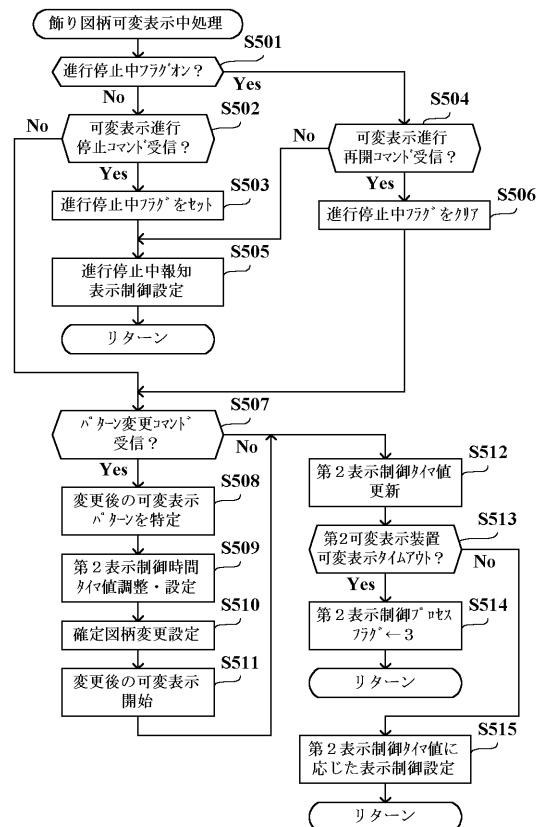 飾り図柄可変表示中処理
S501
進行停止中フラグオン？
Yes
No
S502
可変表示進行
停止コマンド受信？
No
Yes
S504
可変表示進行
再開コマンド受信？
No
Yes
S503
進行停止中フラグをセット
S506
進行停止中フラグをクリア
S505
進行停止中報知
表示制御設定
リターン
S507
パターン変更コマンド
受信？
No
Yes
S508
変更後の可変表示
パターンを特定
S509
第２表示制御時間
タイマ値調整・設定
S510
確定図柄変更設定
S511
変更後の可変表示
開始
S512
第２表示制御タイマ値
更新
S513
第2可変表示装置
可変表示タイムアウト？
No
Yes
S514
第２表示制御プロセス
フラグ←３
リターン
S515
第２表示制御タイマ値に
応じた表示制御設定
リターン